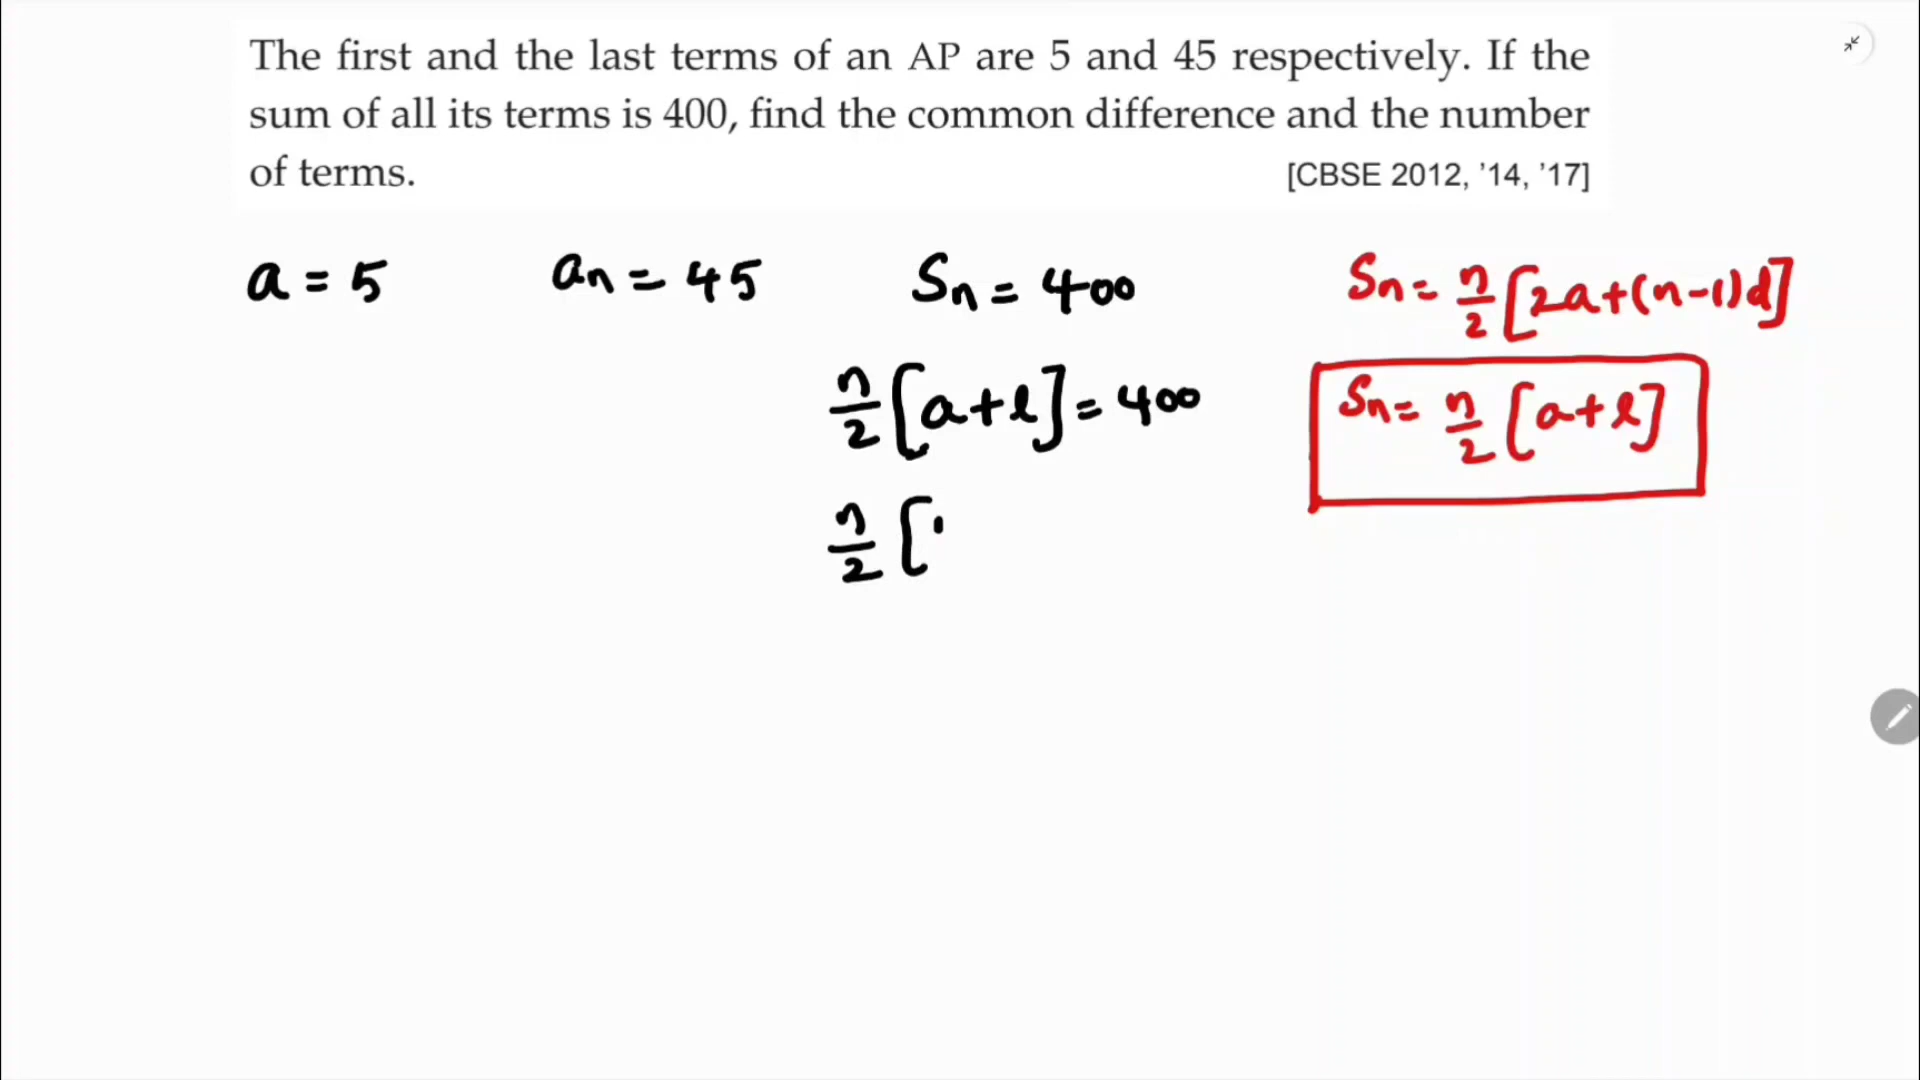 The first and the last terms of an AP are 5 and 45 respectively. If the
sum of all its terms is 400, find the common difference and the number
of terms. [CBSE 2012, ’14, ’17]
a = 5 an = 45 Sn = 400 Sn = n/2 [2a+(n-1)d]
n/2 [a+l] = 400 Sn = n/2 [a+l]
n/2 [